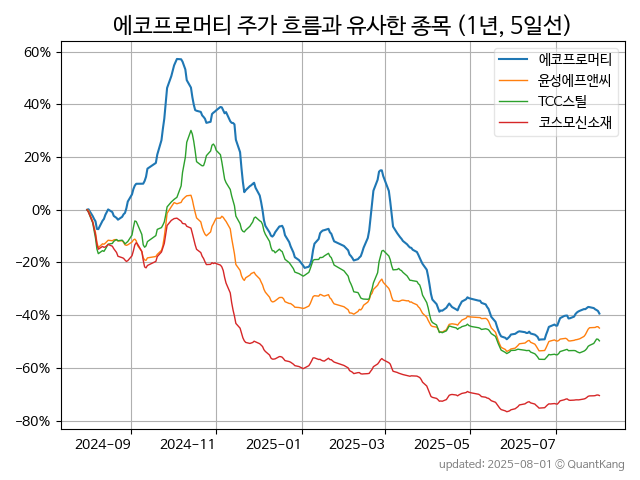 에코프로머티 주가 흐름과 유사한 종목 (1년, 5일선)
60%
40%
20%
0%
−20%
−40%
−60%
−80%
에코프로머티
윤성에프앤씨
TCC스틸
코스모신소재
2024−09
2024−11
2025−01
2025−03
2025−05
2025−07
updated: 2025-08-01 © QuantKang